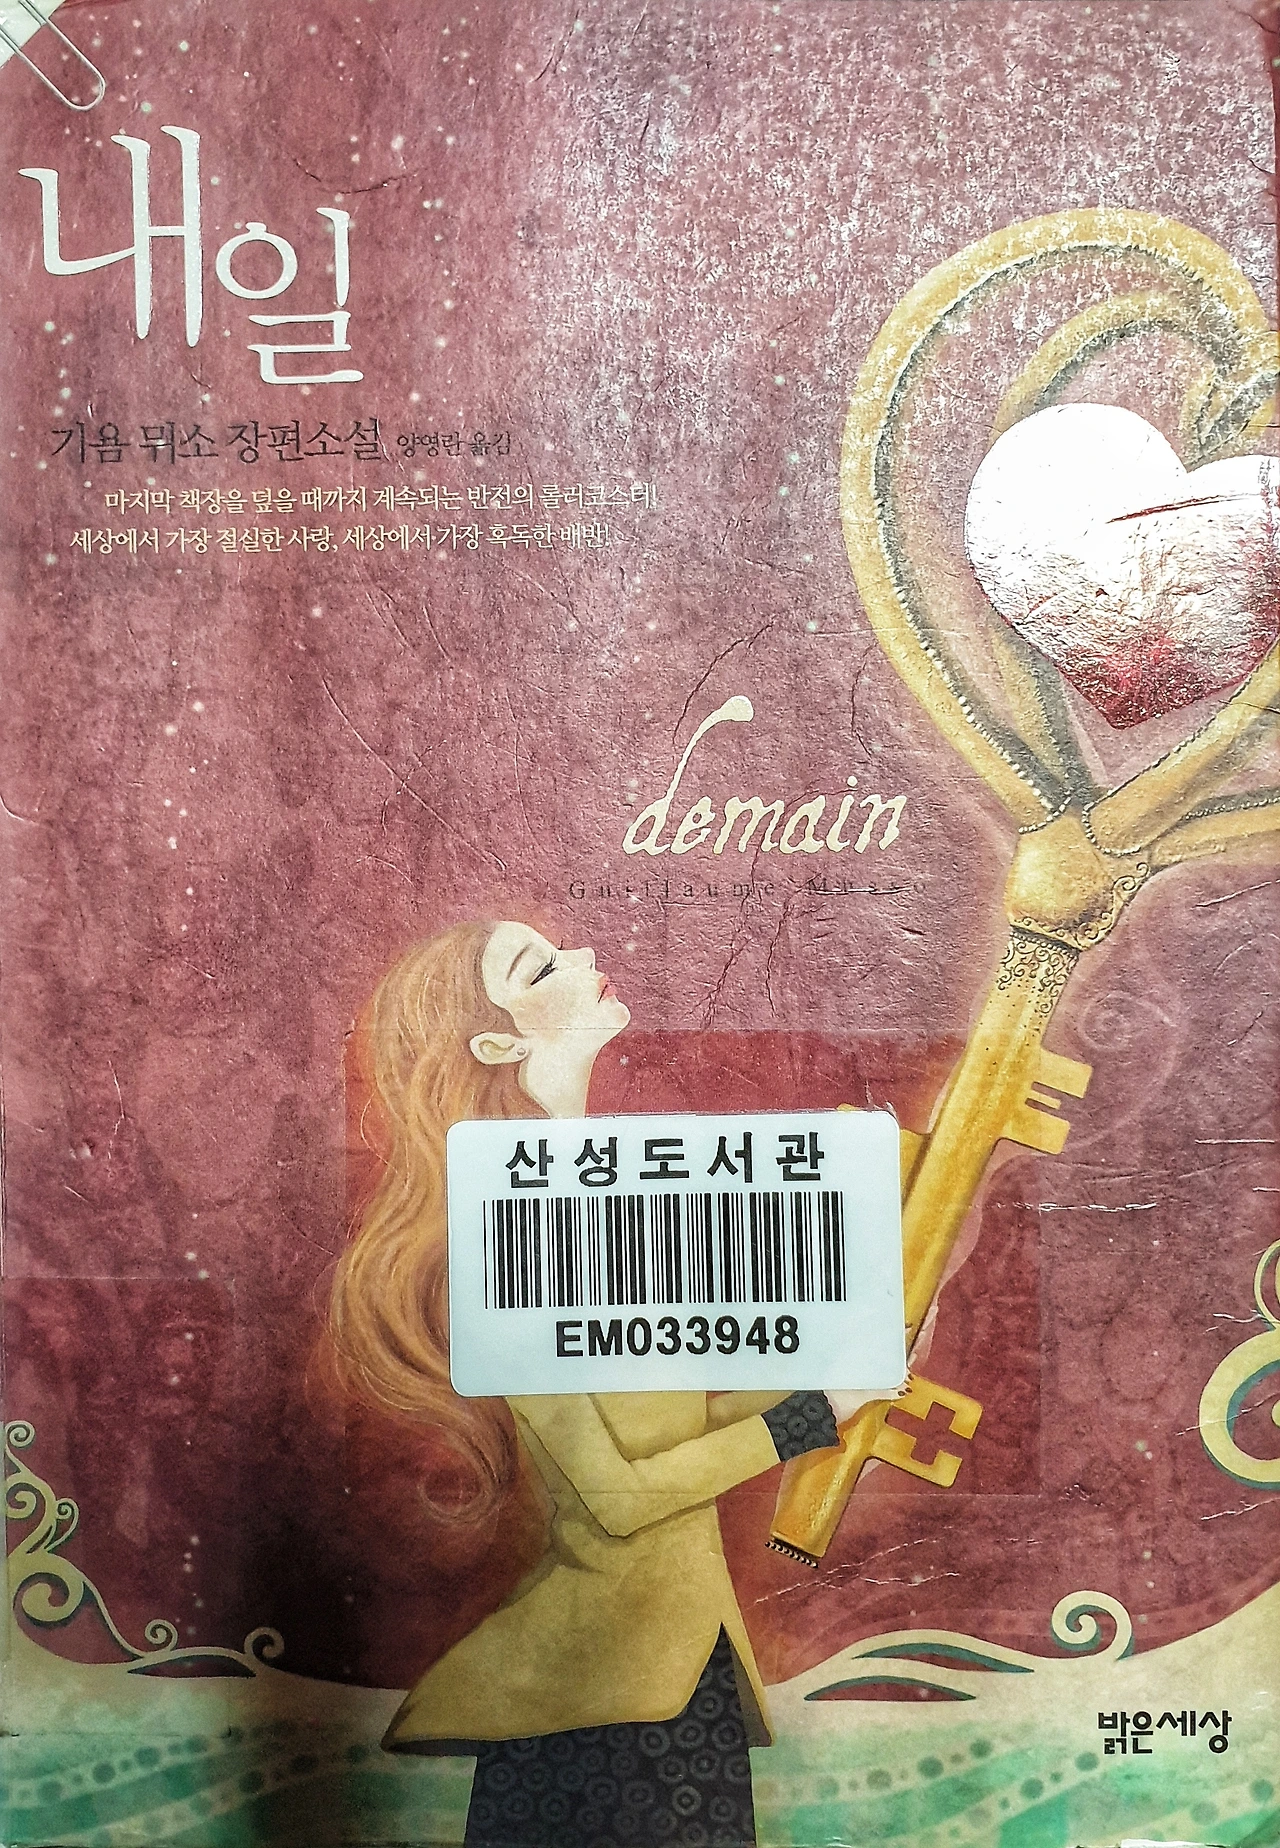 내일
기욤 뮈소 장편소설 양영란 옮김
마지막 책장을 덮을 때까지 계속되는 반전의 롤러코스터!
세상에서 가장 절실한 사랑, 세상에서 가장 혹독한 배반!
demain
Guillaume Musso
산성도서관
EM033948
밝은세상